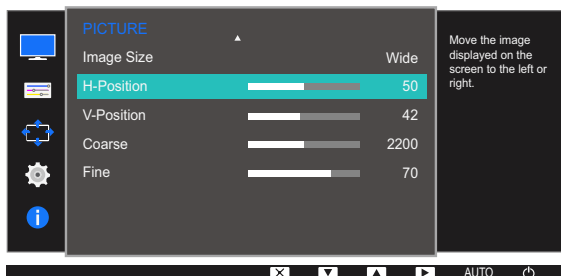 PICTURE
Image Size Wide
H-Position 50
V-Position 42
Coarse 2200
Fine 70
Move the image
displayed on the
screen to the left or
right.
AUTO